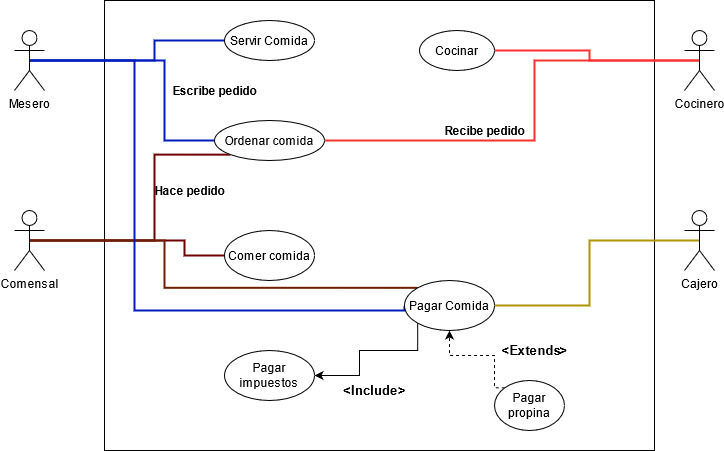 Servir Comida
Cocinar
Mesero
Cocinero
Escribe pedido
Recibe pedido
Ordenar comida
Hace pedido
Comer comida
Comensal
Cajero
Pagar Comida
<Extends>
Pagar
impuestos
<Include>
Pagar
propina